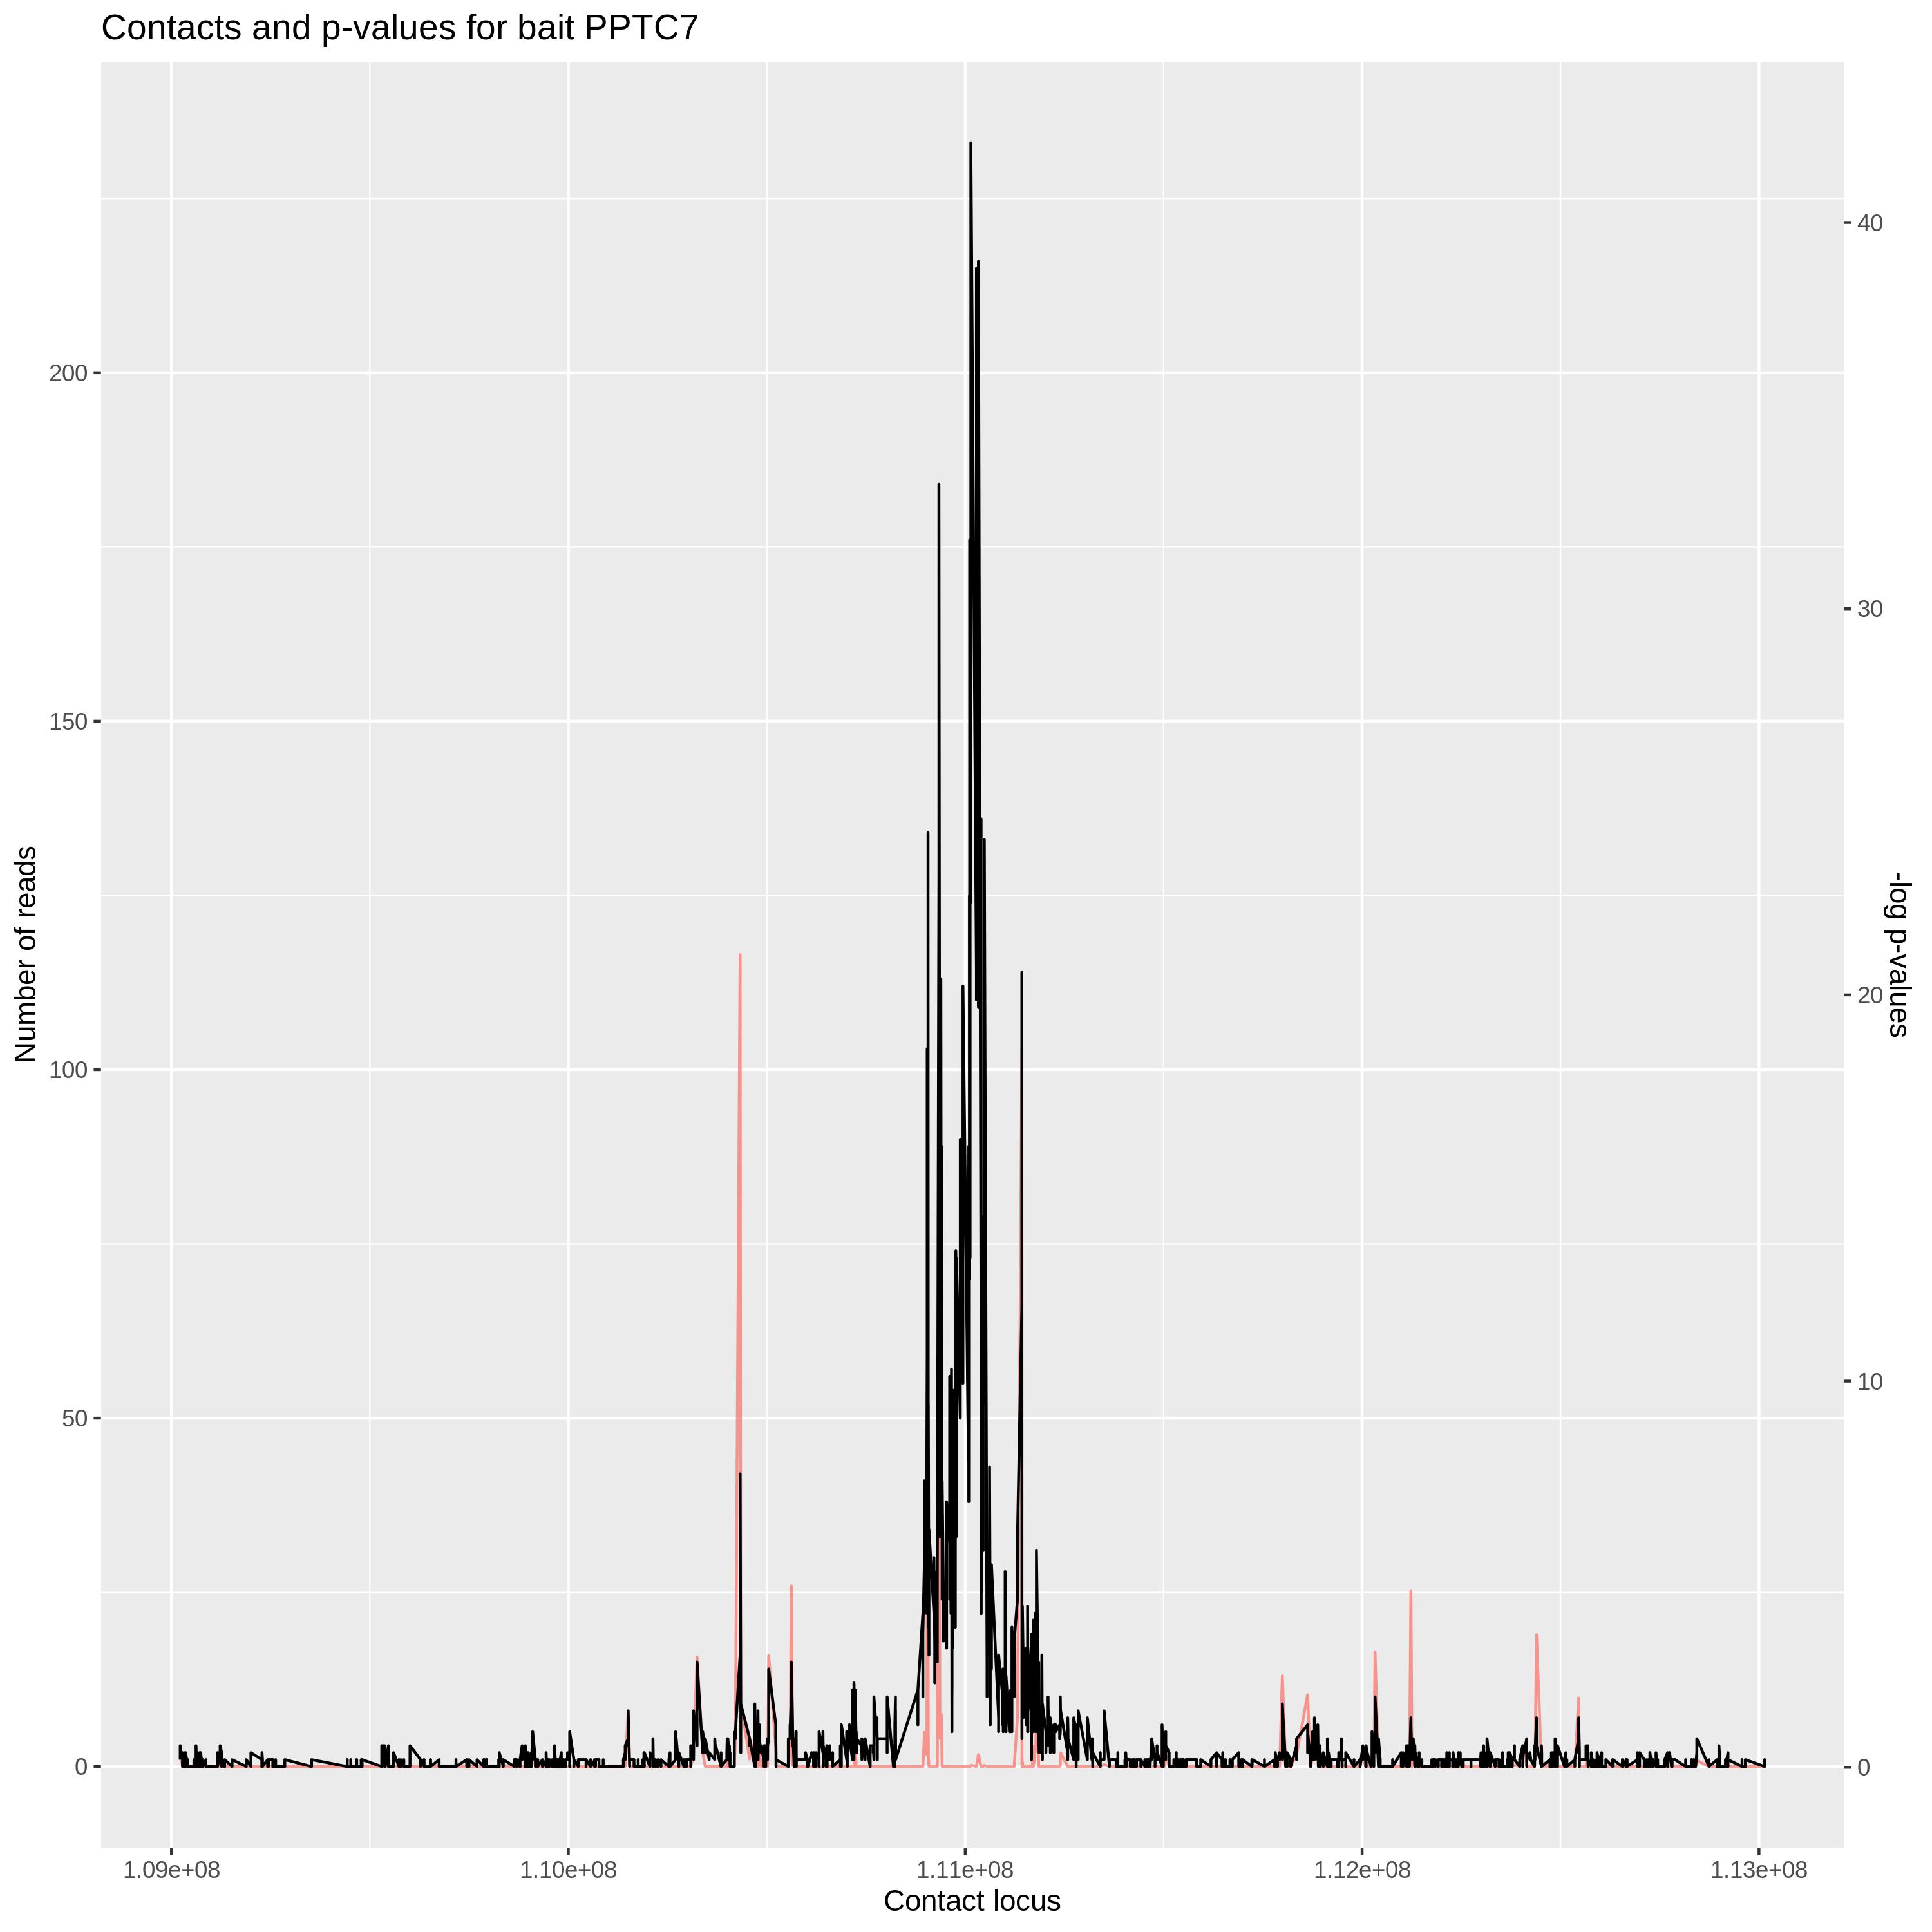 Contacts and p-values for bait PPTC7
Number of reads
200
150
100
50
0
40
30
20
10
0
-log p-values
1.09e+08
1.10e+08
1.11e+08
1.12e+08
1.13e+08
Contact locus